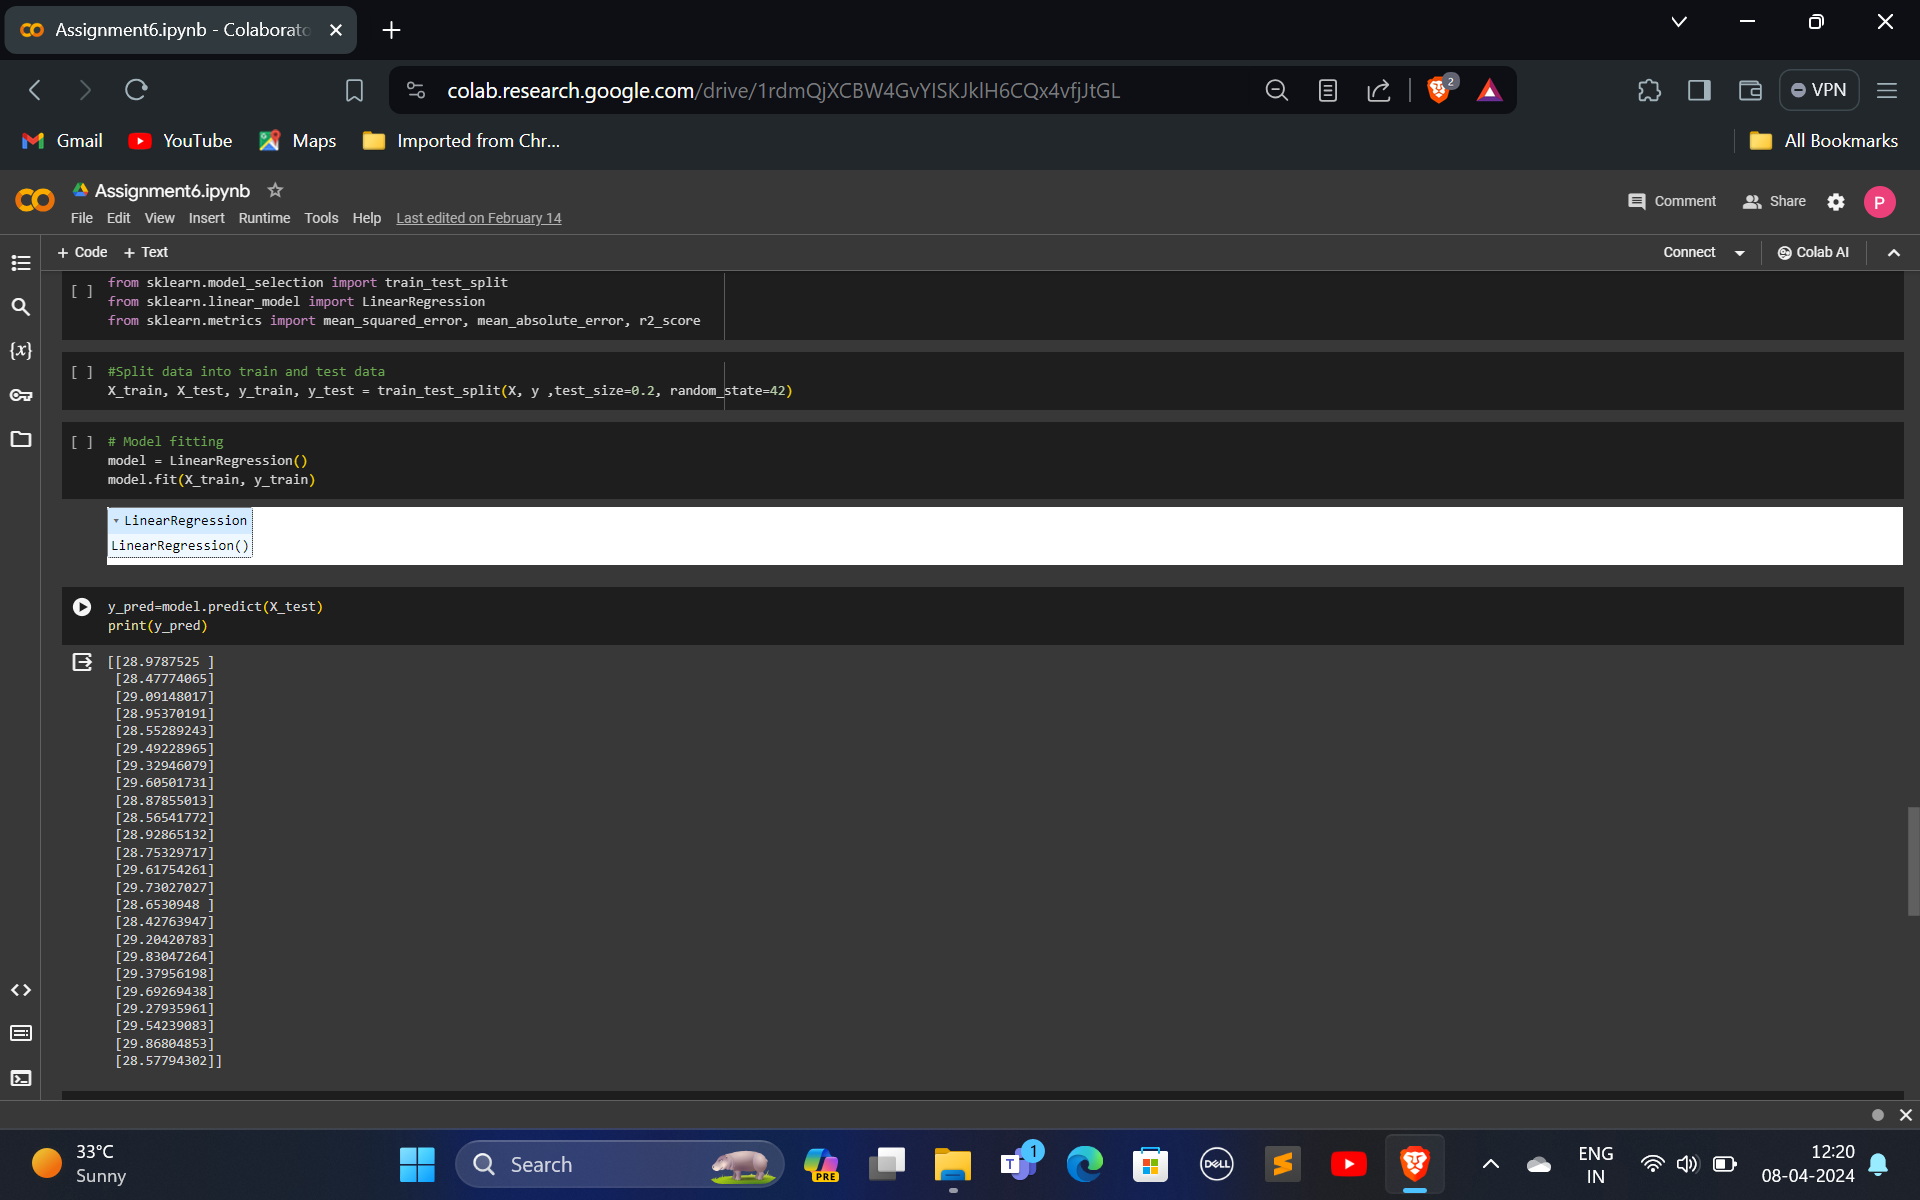 Assignment6.ipynb - Colaborato
colab.research.google.com/drive/1rdmQjXCBW4GvYISKJklH6CQx4vfjJtGL
2
VPN
Gmail YouTube Maps Imported from Chr... All Bookmarks
Assignment6.ipynb
File Edit View Insert Runtime Tools Help Last edited on February 14
Comment Share P
+ Code + Text Connect Colab AI
[ ] from sklearn.model_selection import train_test_split
from sklearn.linear_model import LinearRegression
from sklearn.metrics import mean_squared_error, mean_absolute_error, r2_score
[ ] #Split data into train and test data
X_train, X_test, y_train, y_test = train_test_split(X, y ,test_size=0.2, random_state=42)
[ ] # Model fitting
model = LinearRegression()
model.fit(X_train, y_train)
LinearRegression
LinearRegression()
y_pred=model.predict(X_test)
print(y_pred)
[[28.9787525 ]
[28.47774065]
[29.09148017]
[28.95370191]
[28.55289243]
[29.49228965]
[29.32946079]
[29.60501731]
[28.87855013]
[28.56541772]
[28.92865132]
[28.75329717]
[29.61754261]
[29.73027027]
[28.6530948 ]
[28.42763947]
[29.20420783]
[29.83047264]
[29.37956198]
[29.69269438]
[29.27935961]
[29.54239083]
[29.86804853]
[28.57794302]]
{x}
33°C
Sunny
Search
PRE
T
1
DELL
ENG
IN
12:20
08-04-2024